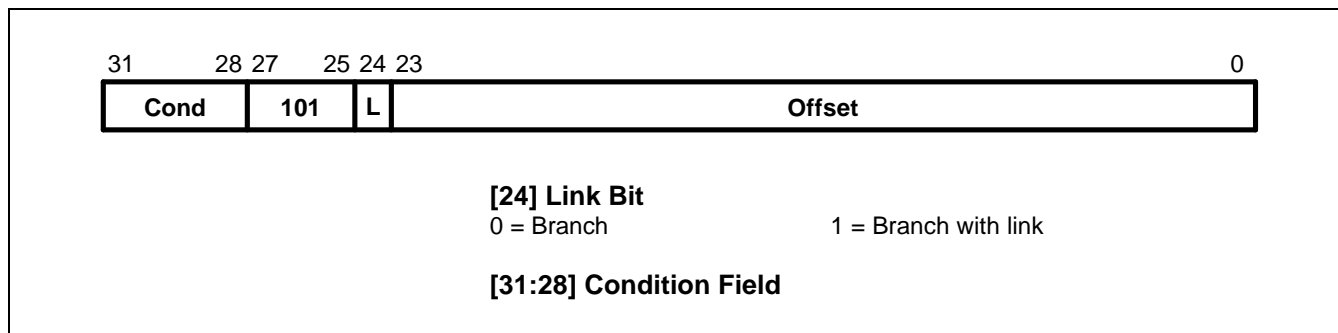 31 28 27 25 24 23 0
Cond 101 L Offset
[24] Link Bit
0 = Branch 1 = Branch with link
[31:28] Condition Field